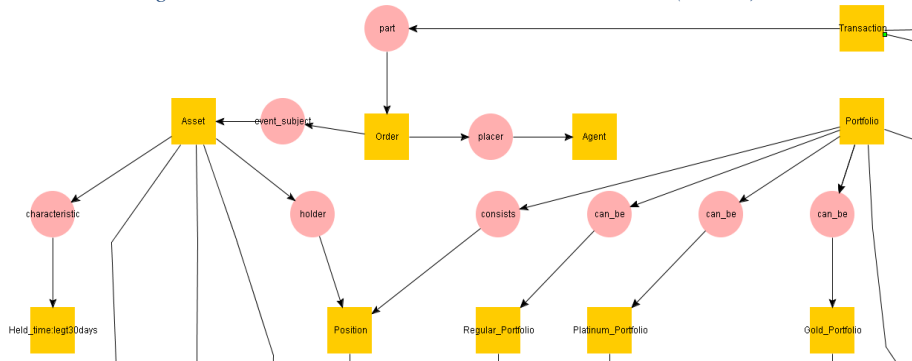 part
Transaction
Asset
event_subject
Order
placer
Agent
Portfolio
characteristic
holder
consists
can_be
can_be
can_be
Held_time:legt30days
Position
Regular_Portfolio
Platinum_Portfolio
Gold_Portfolio